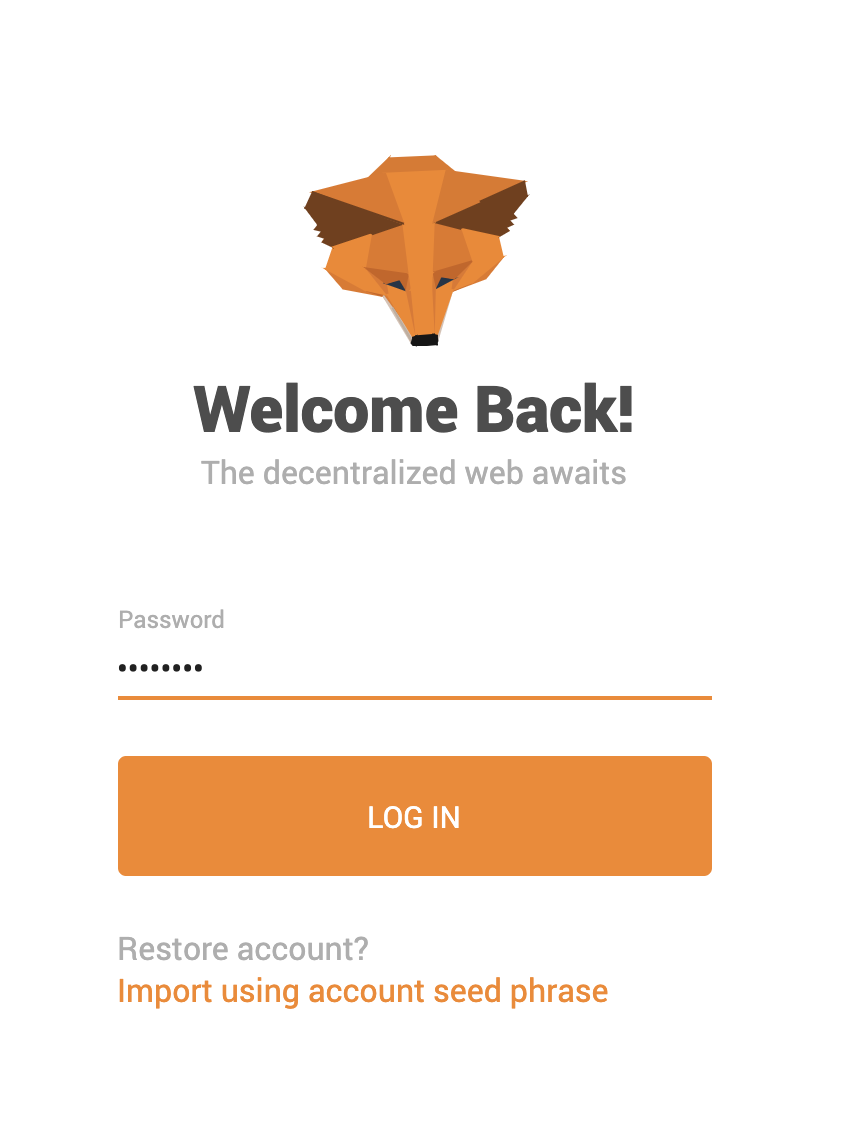 Welcome Back!
The decentralized web awaits
Password
••••••••
LOG IN
Restore account?
Import using account seed phrase